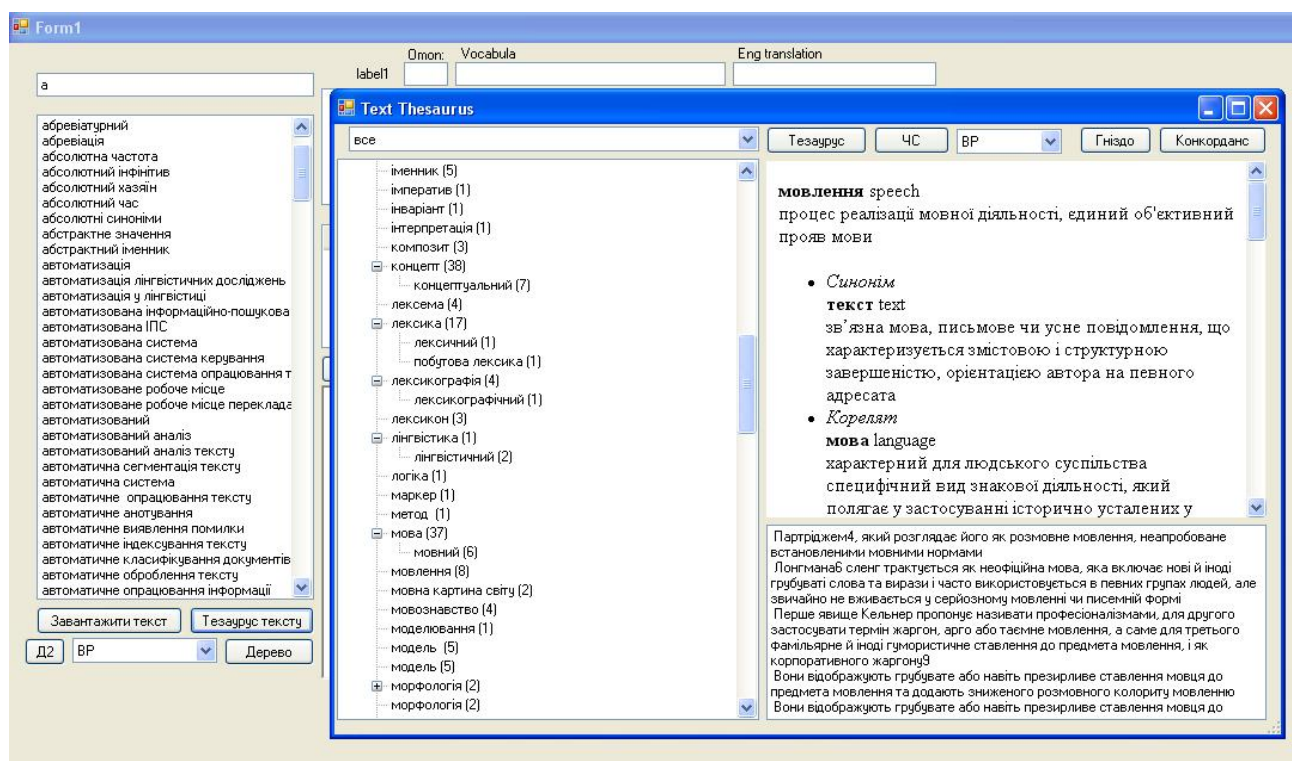 Form1
Omon: Vocabula Eng translation
label1
а
абревіатурний
абревіація
абсолютна частота
абсолютний інфінітив
абсолютний хазяїн
абсолютний час
абсолютні синоніми
абстрактне значення
абстрактний іменник
автоматизація
автоматизація лінгвістичних досліджень
автоматизація у лінгвістиці
автоматизована інформаційно-пошукова
автоматизована ІПС
автоматизована система
автоматизована система керування
автоматизована система опрацювання т
автоматизоване робоче місце
автоматизоване робоче місце переклада
автоматизований
автоматизований аналіз
автоматизований аналіз тексту
автоматична сегментація тексту
автоматична система
автоматичне опрацювання тексту
автоматичне анотування
автоматичне виявлення помилки
автоматичне індексування тексту
автоматичне класифікування документів
автоматичне оброблення тексту
автоматичне опрацювання інформації
Завантажити текст Тезаурус тексту
Д2 ВР Дерево
Text Thesaurus
все Тезаурус ЧС ВР Гніздо Конкорданс
іменник (5)
імператив (1)
інваріант (1)
інтерпретація (1)
композит (3)
концепт (38)
концептуальний (7)
лексема (4)
лексика (17)
лексичний (1)
побутова лексика (1)
лексикографія (4)
лексикографічний (1)
лексикон (3)
лінгвістика (1)
лінгвістичний (2)
логіка (1)
маркер (1)
метод (1)
мова (37)
мовний (6)
мовлення (8)
мовна картина світу (2)
мовознавство (4)
моделювання (1)
модель (5)
модель (5)
морфологія (2)
морфологія (2)
мовлення speech
процес реалізації мовної діяльності, єдиний об'єктивний
прояв мови
• Синонім
текст text
зв’язна мова, письмове чи усне повідомлення, що
характеризується змістовою і структурною
завершеністю, орієнтацією автора на певного
адресата
• Корелят
мова language
характерний для людського суспільства
специфічний вид знакової діяльності, який
полягає у застосуванні історично усталених у
Партріджем4, який розглядає його як розмовне мовлення, неапробоване
встановленими мовними нормами
Лонгмана6 сленг трактується як неофіційна мова, яка включає нові й іноді
грубуваті слова та вирази і часто використовується в певних групах людей, але
звичайно не вживається у серйозному мовленні чи писемній формі
Перше явище Кельнер пропонує називати професіоналізмами, для другого
застосувати термін жаргон, арго або таємне мовлення, а саме для третього
фамільярне й іноді гумористичне ставлення до предмета мовлення, і як
корпоративного жаргону9
Вони відображують грубувате або навіть презирливе ставлення мовця до
предмета мовлення та додають зниженого розмовного колориту мовленню
Вони відображують грубувате або навіть презирливе ставлення мовця до